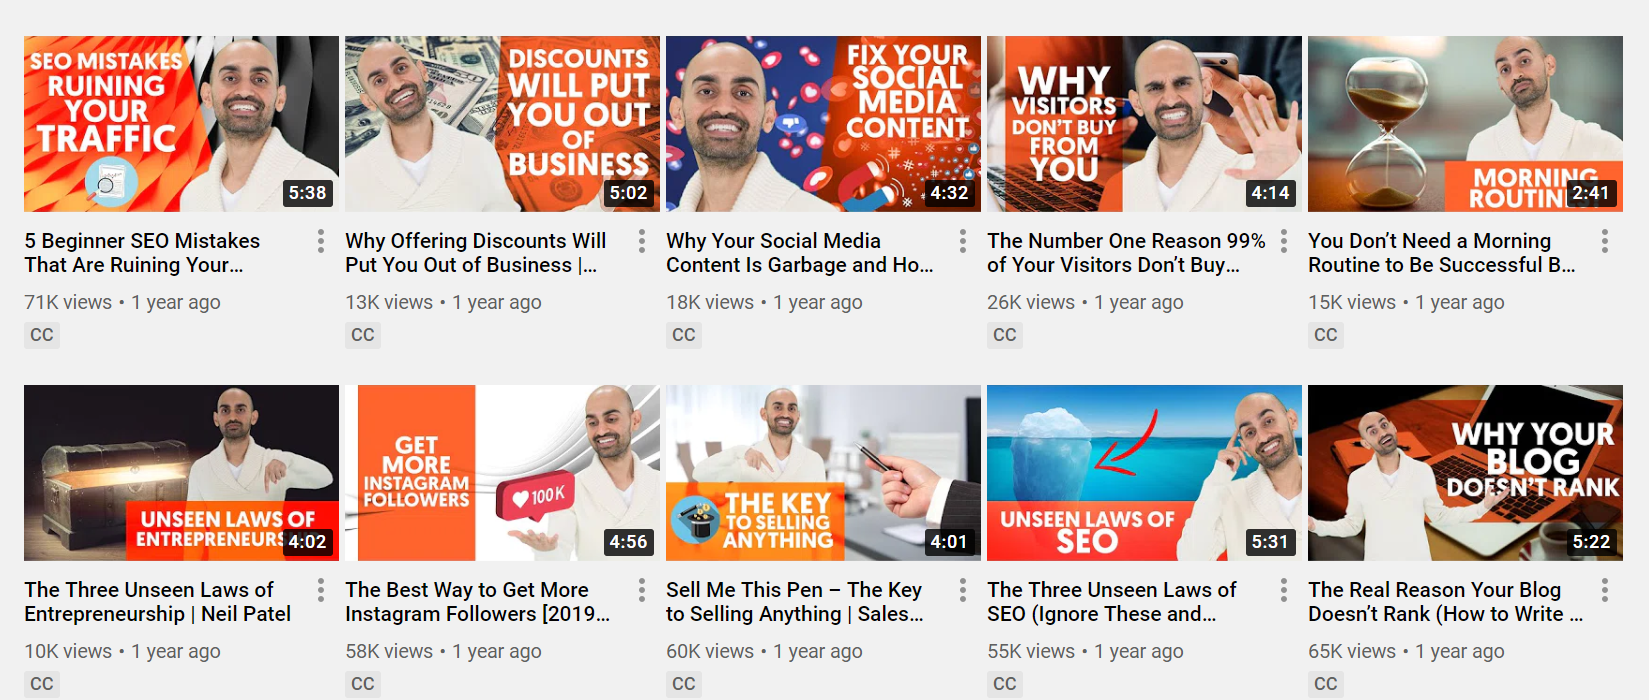 SEO MISTAKES
RUINING
YOUR
TRAFFIC
5:38
5 Beginner SEO Mistakes
That Are Ruining Your...
71K views • 1 year ago
CC
DISCOUNTS
WILL PUT
YOU OUT
OF
BUSINESS
5:02
Why Offering Discounts Will
Put You Out of Business |...
13K views • 1 year ago
CC
FIX YOUR
SOCIAL
MEDIA
CONTENT
4:32
Why Your Social Media
Content Is Garbage and Ho...
18K views • 1 year ago
CC
WHY
VISITORS
DON'T BUY
FROM
YOU
4:14
The Number One Reason 99%
of Your Visitors Don’t Buy...
26K views • 1 year ago
CC
MORNING
ROUTIN
2:41
You Don’t Need a Morning
Routine to Be Successful B...
15K views • 1 year ago
CC
UNSEEN LAWS OF
ENTREPRENEURS
4:02
The Three Unseen Laws of
Entrepreneurship | Neil Patel
10K views • 1 year ago
CC
GET
MORE
INSTAGRAM
FOLLOWERS
100K
4:56
The Best Way to Get More
Instagram Followers [2019...
58K views • 1 year ago
CC
THE KEY
TO SELLING
ANYTHING
4:01
Sell Me This Pen – The Key
to Selling Anything | Sales...
60K views • 1 year ago
CC
UNSEEN LAWS OF
SEO
5:31
The Three Unseen Laws of
SEO (Ignore These and...
55K views • 1 year ago
CC
WHY YOUR
BLOG
DOESN'T RANK
5:22
The Real Reason Your Blog
Doesn’t Rank (How to Write ...
65K views • 1 year ago
CC